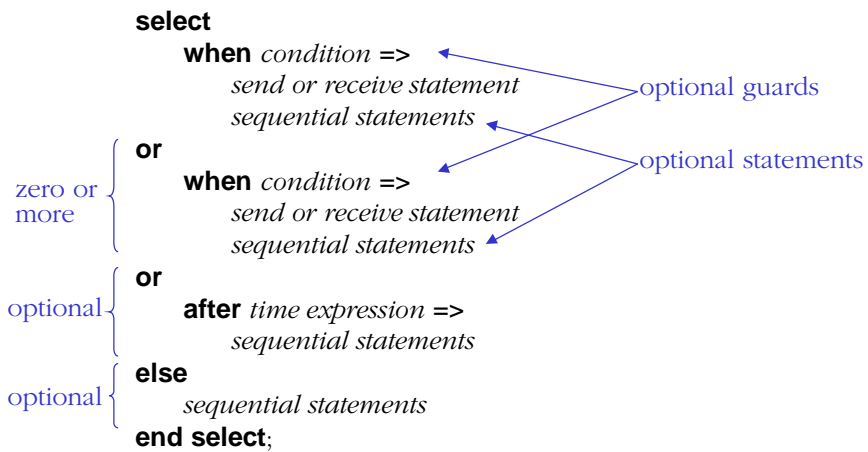 select
when condition =>
send or receive statement
optional guards
sequential statements
or
optional statements
when condition =>
zero or
more
send or receive statement
sequential statements
or
optional
after time expression =>
sequential statements
else
optional
sequential statements
end select;